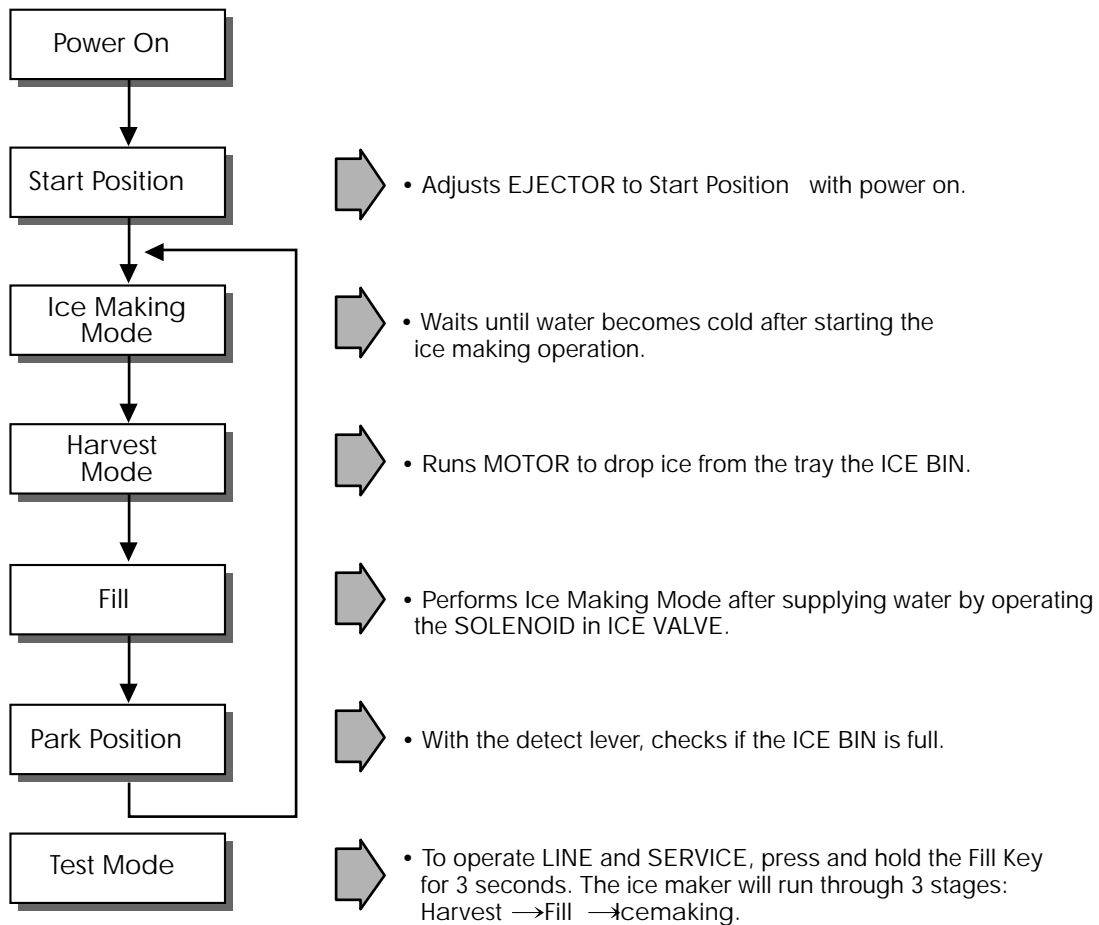 Power On
Start Position
• Adjusts EJECTOR to Start Position with power on.
Ice Making
Mode
• Waits until water becomes cold after starting the
ice making operation.
Harvest
Mode
• Runs MOTOR to drop ice from the tray the ICE BIN.
Fill
• Performs Ice Making Mode after supplying water by operating
the SOLENOID in ICE VALVE.
Park Position
• With the detect lever, checks if the ICE BIN is full.
Test Mode
• To operate LINE and SERVICE, press and hold the Fill Key
for 3 seconds. The ice maker will run through 3 stages:
Harvest → Fill → Icemaking.